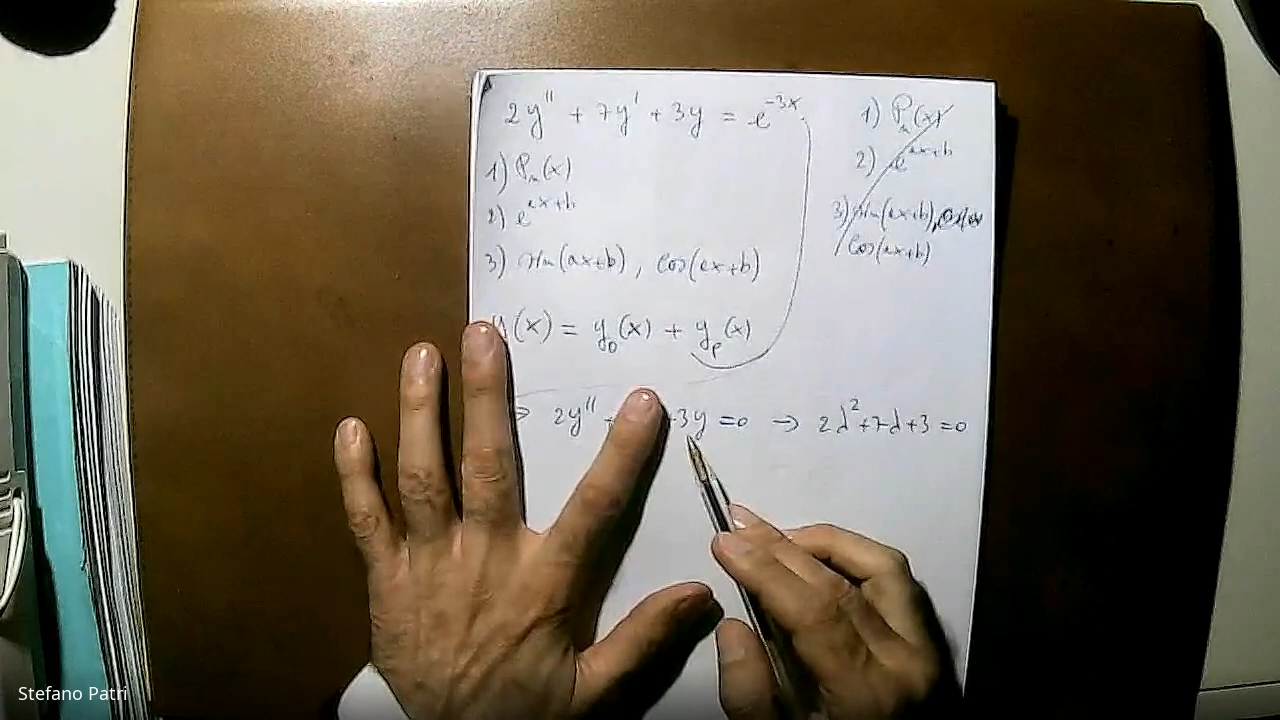 2y'' + 7y' + 3y = e^{-3x}
1) P_n(x)
2) e^{ax+b}
3) sin(ax+b), cos(ax+b)
y(x) = y_0(x) + y_p(x)
2y'' + 3y = 0 → 2λ²+7λ+3=0
1) P_n(x)
2) e^{ax+b}
3) sin(ax+b),
cos(ax+b)
Stefano Patri